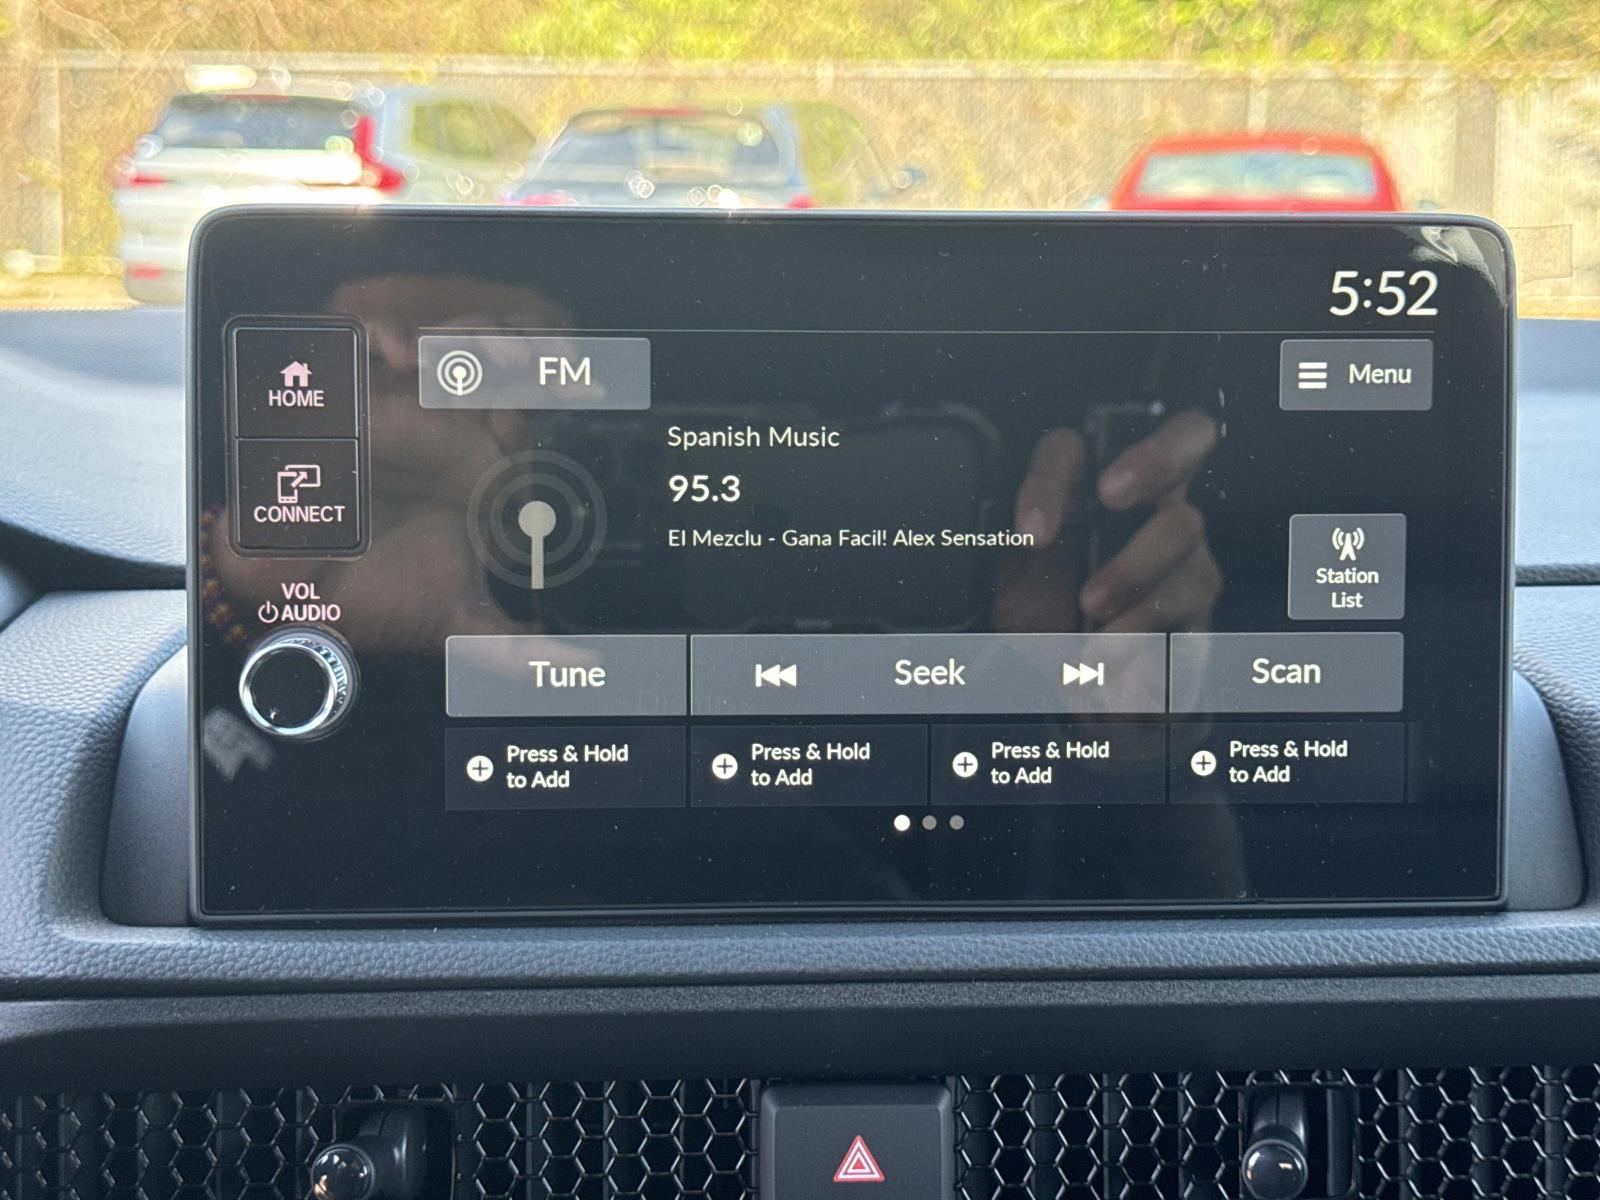 5:52
HOME
CONNECT
VOL
AUDIO
FM
Menu
Spanish Music
95.3
El Mezclu - Gana Facil! Alex Sensation
Station
List
Tune
Seek
Scan
Press & Hold
to Add
Press & Hold
to Add
Press & Hold
to Add
Press & Hold
to Add